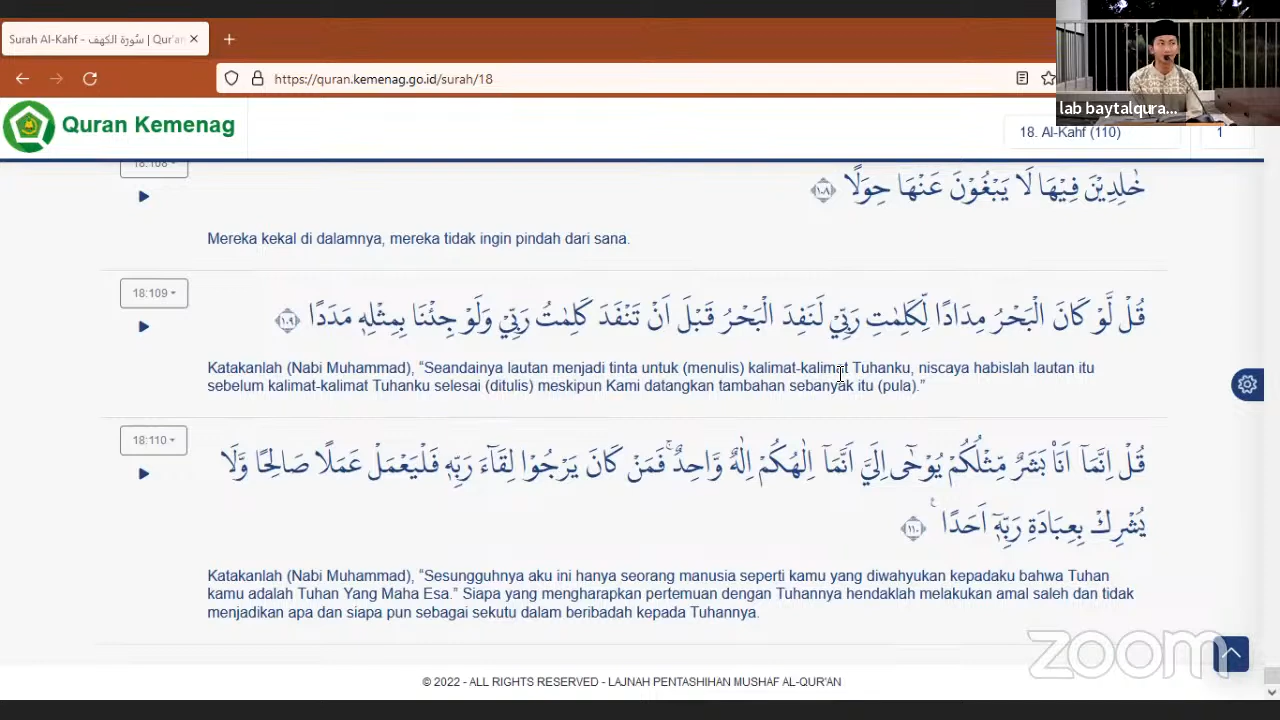 Surah Al-Kahf - سُورَة الكهف | Qur'an
https://quran.kemenag.go.id/surah/18
lab baytalqura...
Quran Kemenag
18. Al-Kahf (110)
1
18:108
خٰلِدِيْنَ فِيْهَا لَا يَبْغُوْنَ عَنْهَا حِوَلًا ١٠٨
Mereka kekal di dalamnya, mereka tidak ingin pindah dari sana.
18:109
قُلْ لَّوْ كَانَ الْبَحْرُ مِدَادًا لِّكَلِمٰتِ رَبِّيْ لَنَفِدَ الْبَحْرُ قَبْلَ اَنْ تَنْفَدَ كَلِمٰتُ رَبِّيْ وَلَوْ جِئْنَا بِمِثْلِهٖ مَدَدًا ١٠٩
Katakanlah (Nabi Muhammad), “Seandainya lautan menjadi tinta untuk (menulis) kalimat-kalimat Tuhanku, niscaya habislah lautan itu
sebelum kalimat-kalimat Tuhanku selesai (ditulis) meskipun Kami datangkan tambahan sebanyak itu (pula).”
18:110
قُلْ اِنَّمَآ اَنَا۠ بَشَرٌ مِّثْلُكُمْ يُوْحٰٓى اِلَيَّ اَنَّمَآ اِلٰهُكُمْ اِلٰهٌ وَّاحِدٌۚ فَمَنْ كَانَ يَرْجُوْا لِقَاۤءَ رَبِّهٖ فَلْيَعْمَلْ عَمَلًا صَالِحًا وَّلَا
يُشْرِكْ بِعِبَادَةِ رَبِّهٖٓ اَحَدًا ࣖ ١١٠
Katakanlah (Nabi Muhammad), “Sesungguhnya aku ini hanya seorang manusia seperti kamu yang diwahyukan kepadaku bahwa Tuhan
kamu adalah Tuhan Yang Maha Esa.” Siapa yang mengharapkan pertemuan dengan Tuhannya hendaklah melakukan amal saleh dan tidak
menjadikan apa dan siapa pun sebagai sekutu dalam beribadah kepada Tuhannya.
zoom
© 2022 - ALL RIGHTS RESERVED - LAJNAH PENTASHIHAN MUSHAF AL-QUR'AN